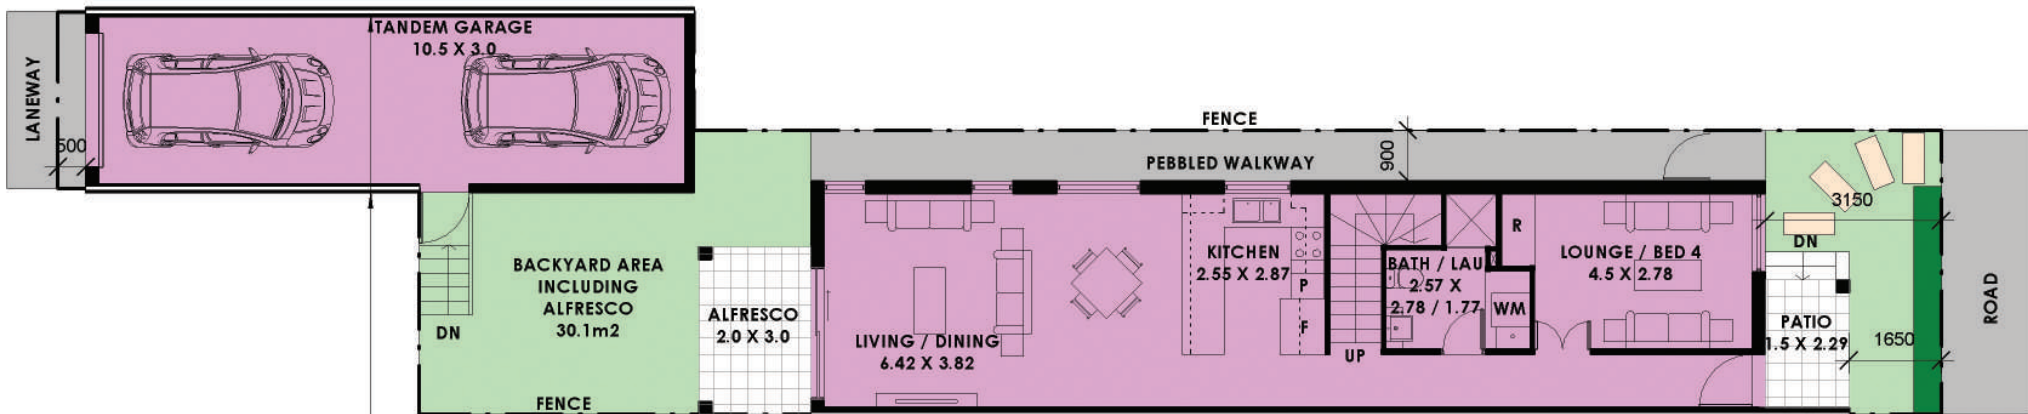 LANEWAY
500
TANDEM GARAGE
10.5 X 3.0
FENCE
PEBBLED WALKWAY
900
BACKYARD AREA
INCLUDING
ALFRESCO
30.1m2
DN
FENCE
ALFRESCO
2.0 X 3.0
LIVING / DINING
6.42 X 3.82
KITCHEN
2.55 X 2.87
P
F
UP
BATH / LAU
2.57 X
2.78 / 1.77
WM
R
LOUNGE / BED 4
4.5 X 2.78
3150
DN
PATIO
1.5 X 2.29
1650
ROAD